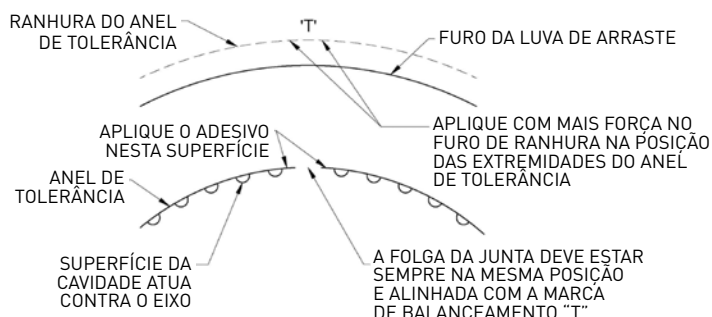 RANHURA DO ANEL
DE TOLERÂNCIA
'T'
FURO DA LUVA DE ARRASTE
APLIQUE O ADESIVO
NESTA SUPERFÍCIE
APLIQUE COM MAIS FORÇA NO
FURO DE RANHURA NA POSIÇÃO
DAS EXTREMIDADES DO ANEL
DE TOLERÂNCIA
ANEL DE
TOLERÂNCIA
SUPERFÍCIE DA
CAVIDADE ATUA
CONTRA O EIXO
A FOLGA DA JUNTA DEVE ESTAR
SEMPRE NA MESMA POSIÇÃO
E ALINHADA COM A MARCA
DE BALANCEAMENTO "T"